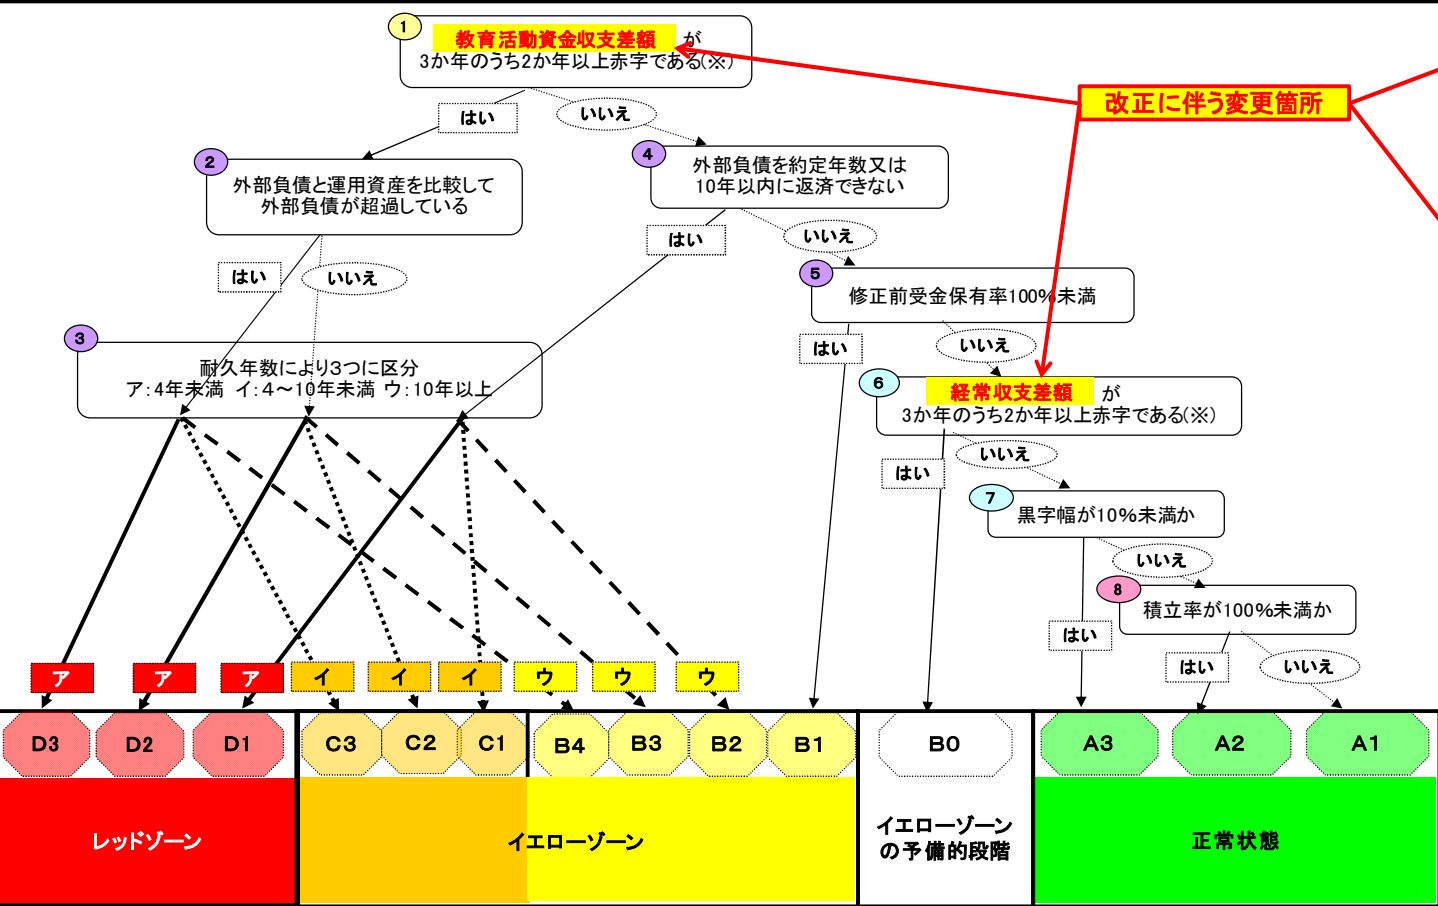 1
教育活動資金収支差額 が
3か年のうち2か年以上赤字である(※)
改正に伴う変更箇所
はい
いいえ
2
外部負債と運用資産を比較して
外部負債が超過している
4
外部負債を約定年数又は
10年以内に返済できない
はい
いいえ
はい
いいえ
5
修正前受金保有率100%未満
3
耐久年数により3つに区分
ア:4年未満 イ:4~10年未満 ウ:10年以上
はい
いいえ
6
経常収支差額 が
3か年のうち2か年以上赤字である(※)
はい
いいえ
7
黒字幅が10%未満か
いいえ
8
積立率が100%未満か
はい
はい
いいえ
ア
ア
ア
イ
イ
イ
ウ
ウ
ウ
D3
D2
D1
C3
C2
C1
B4
B3
B2
B1
B0
A3
A2
A1
レッドゾーン
イエローゾーン
イエローゾーン
の予備的段階
正常状態